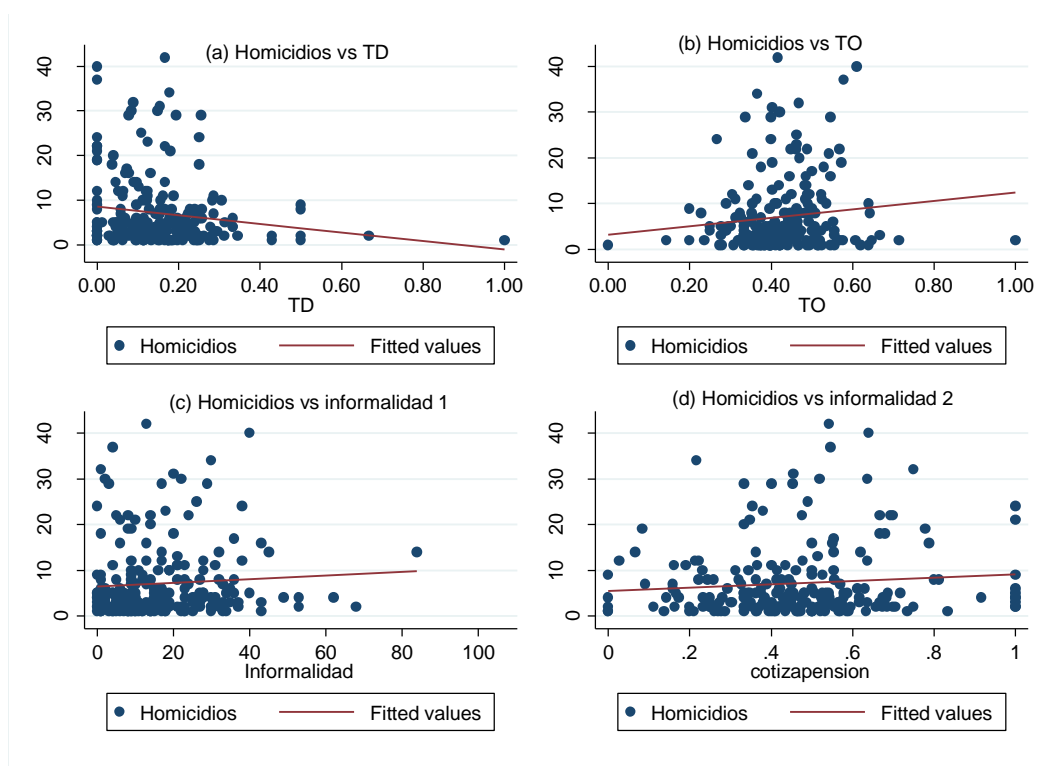 (a) Homicidios vs TD
40
30
20
10
0
0.00 0.20 0.40 0.60 0.80 1.00
TD
Homicidios Fitted values
(b) Homicidios vs TO
40
30
20
10
0
0.00 0.20 0.40 0.60 0.80 1.00
TO
Homicidios Fitted values
(c) Homicidios vs informalidad 1
40
30
20
10
0
0 20 40 60 80 100
Informalidad
Homicidios Fitted values
(d) Homicidios vs informalidad 2
40
30
20
10
0
0 .2 .4 .6 .8 1
cotizapension
Homicidios Fitted values